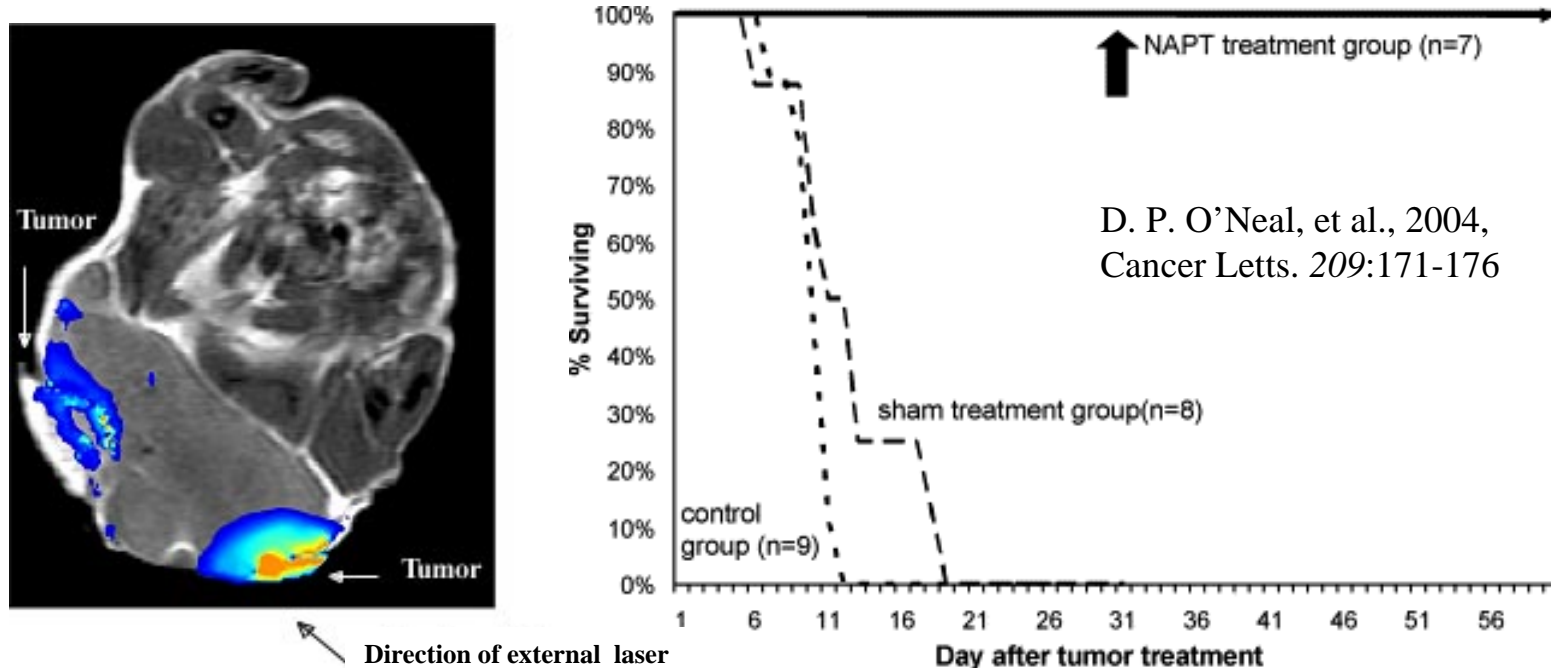 Tumor
Tumor
Direction of external laser
100%
90%
80%
70%
60%
50%
40%
30%
20%
10%
0%
% Surviving
NAPT treatment group (n=7)
D. P. O’Neal, et al., 2004,
Cancer Letts. 209:171-176
sham treatment group(n=8)
control
group (n=9)
1 6 11 16 21 26 31 36 41 46 51 56
Day after tumor treatment